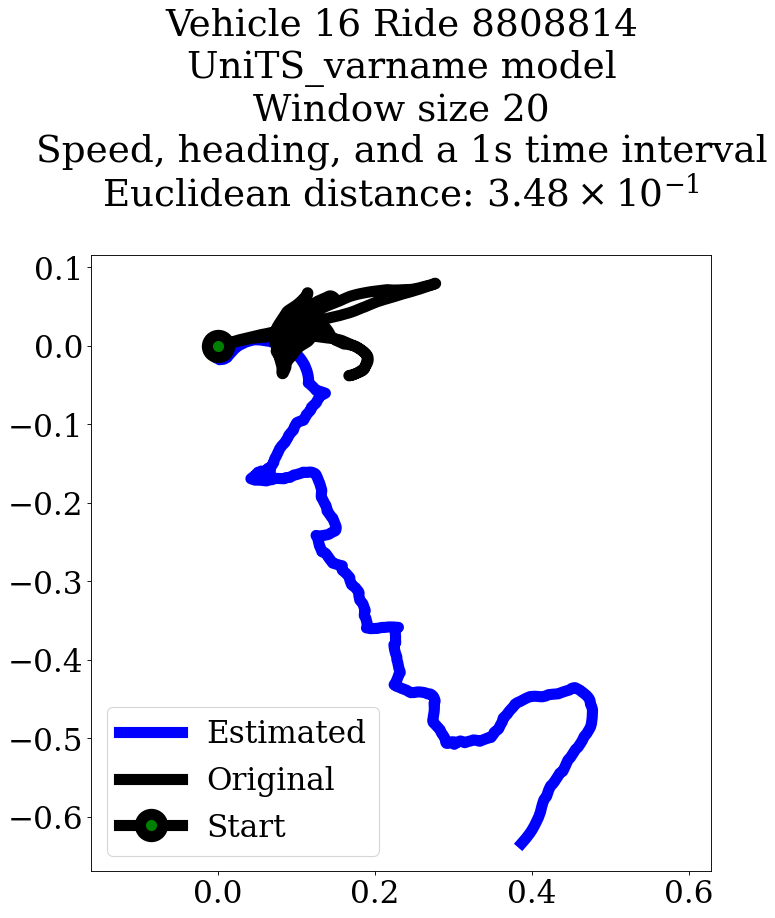 Vehicle 16 Ride 8808814
UniTS_varname model
Window size 20
Speed, heading, and a 1s time interval
Euclidean distance: 3.48 × 10⁻¹
0.1
0.0
−0.1
−0.2
−0.3
−0.4
−0.5
−0.6
Estimated
Original
Start
0.0 0.2 0.4 0.6